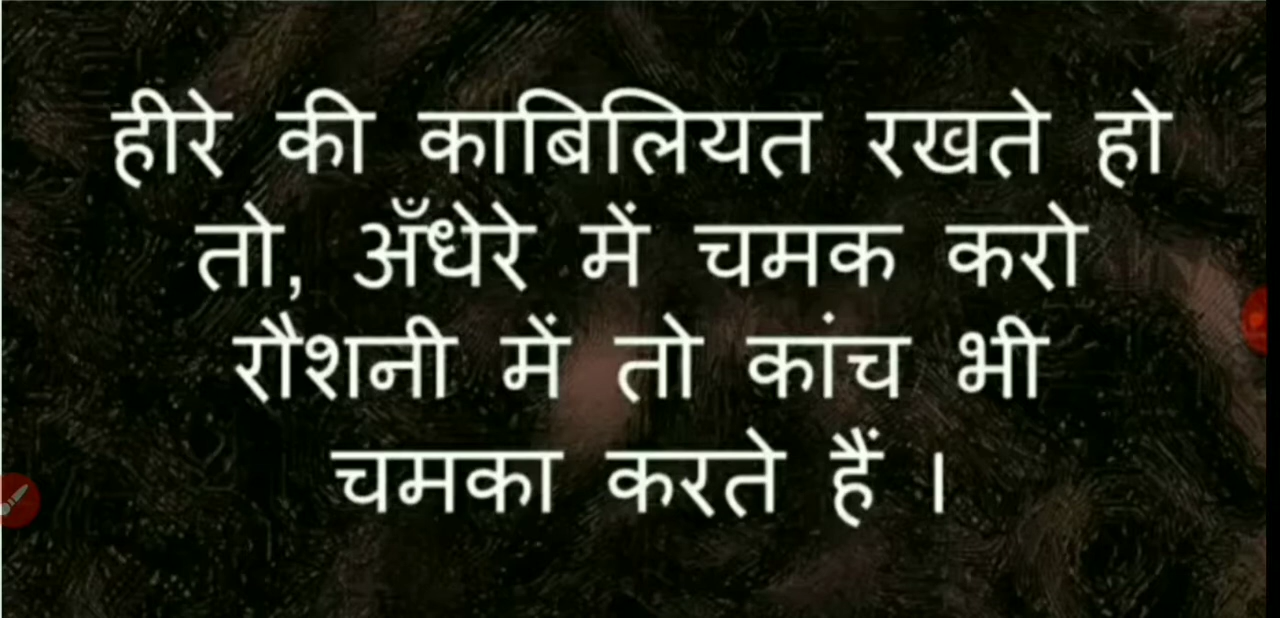 हीरे की काबिलियत रखते हो
तो, अँधेरे में चमक करो
रौशनी में तो कांच भी
चमका करते हैं ।